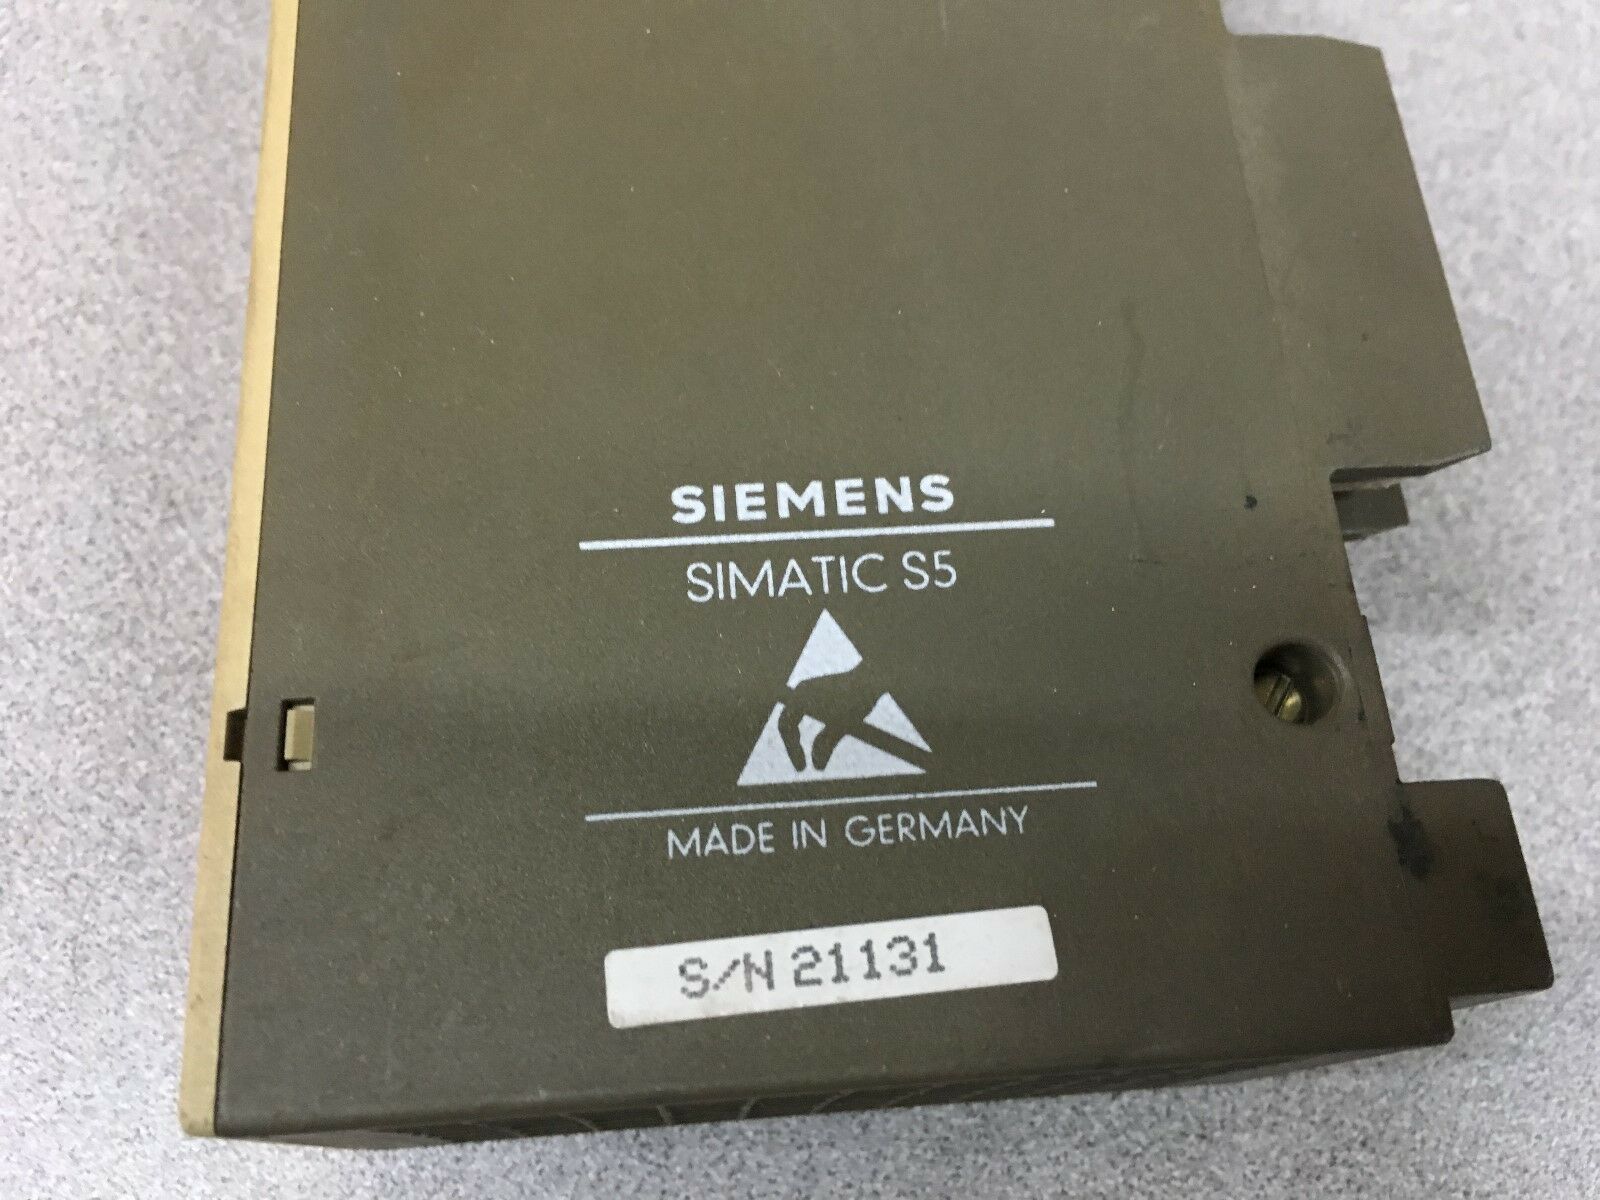 SIEMENS
SIMATIC S5
MADE IN GERMANY
S/N 21131